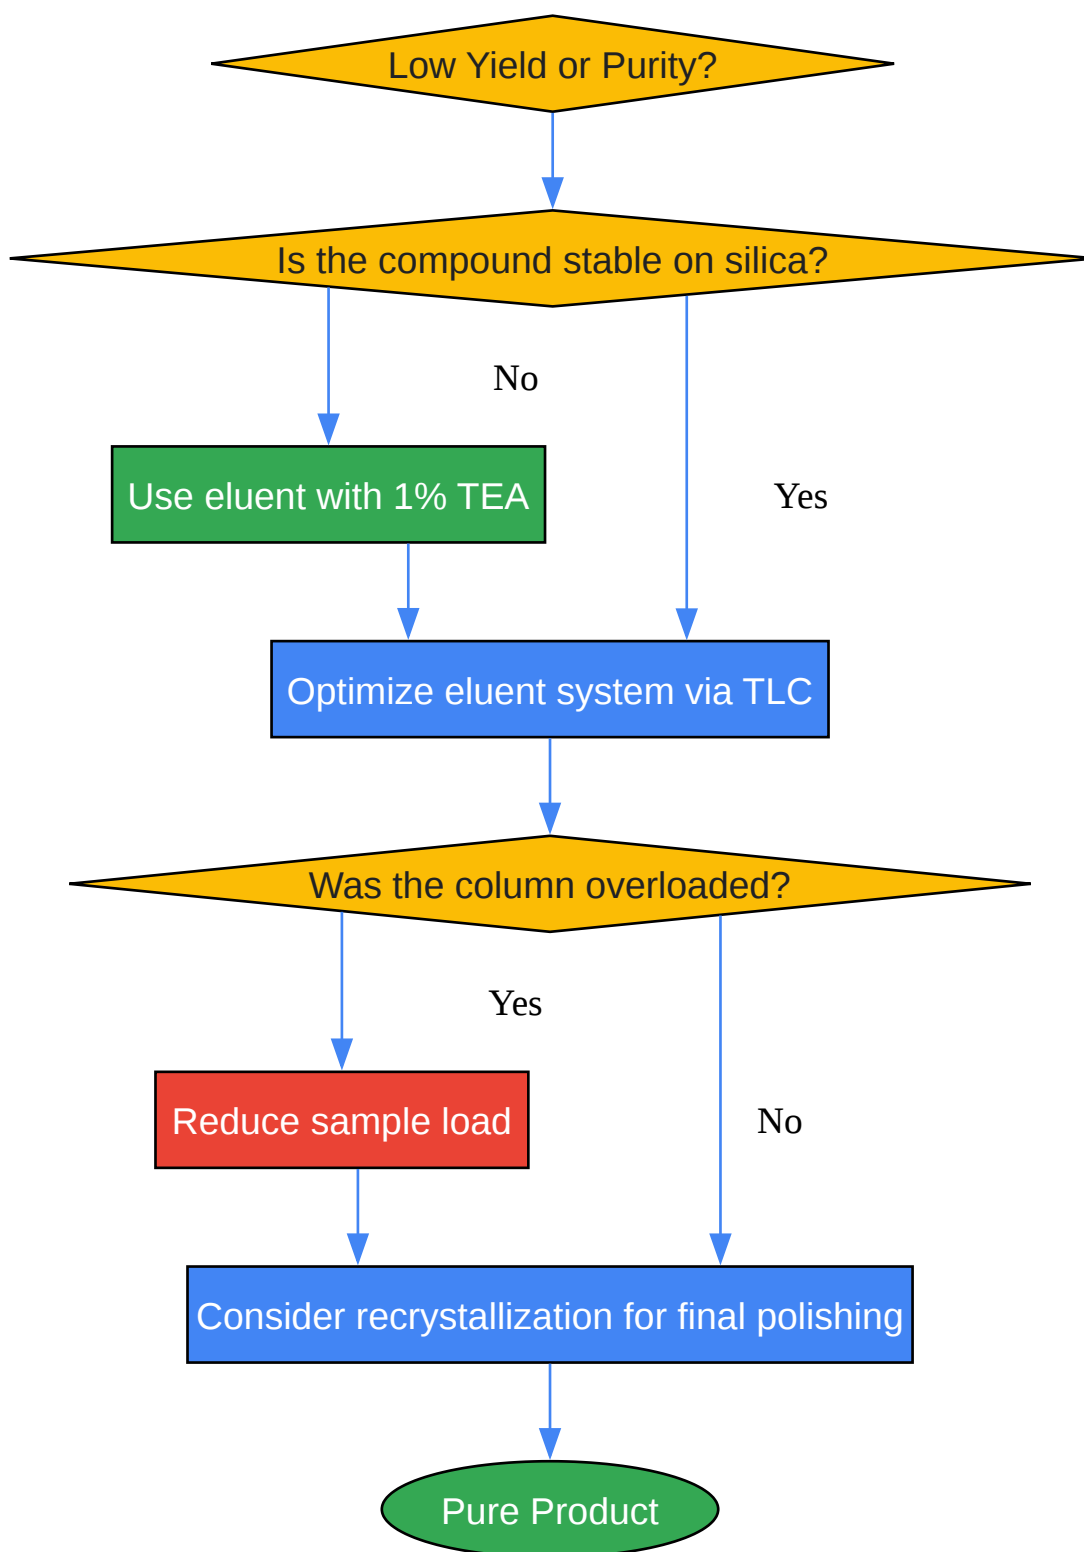 Low Yield or Purity?
Is the compound stable on silica?
No
Use eluent with 1% TEA
Yes
Optimize eluent system via TLC
Was the column overloaded?
Yes
Reduce sample load
No
Consider recrystallization for final polishing
Pure Product